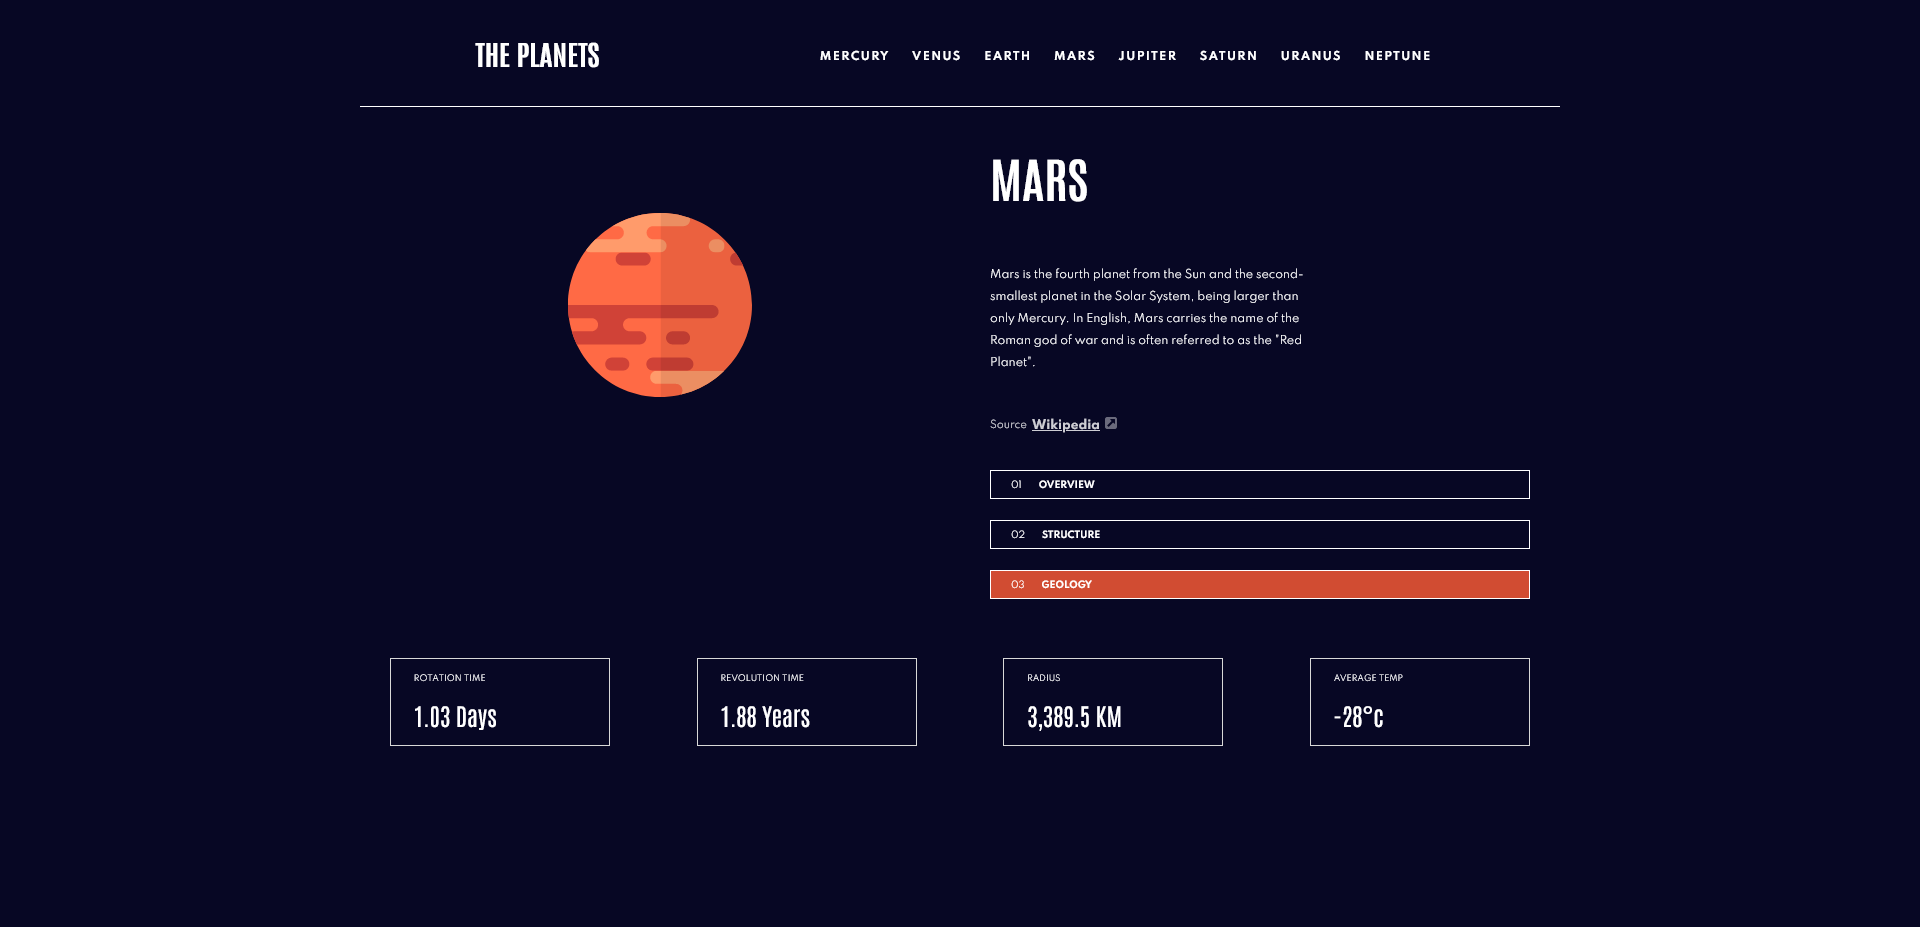 THE PLANETS
MERCURY VENUS EARTH MARS JUPITER SATURN URANUS NEPTUNE
MARS
Mars is the fourth planet from the Sun and the second-
smallest planet in the Solar System, being larger than
only Mercury. In English, Mars carries the name of the
Roman god of war and is often referred to as the "Red
Planet".
Source Wikipedia
01 OVERVIEW
02 STRUCTURE
03 GEOLOGY
ROTATION TIME
1.03 Days
REVOLUTION TIME
1.88 Years
RADIUS
3,389.5 KM
AVERAGE TEMP
-28°c